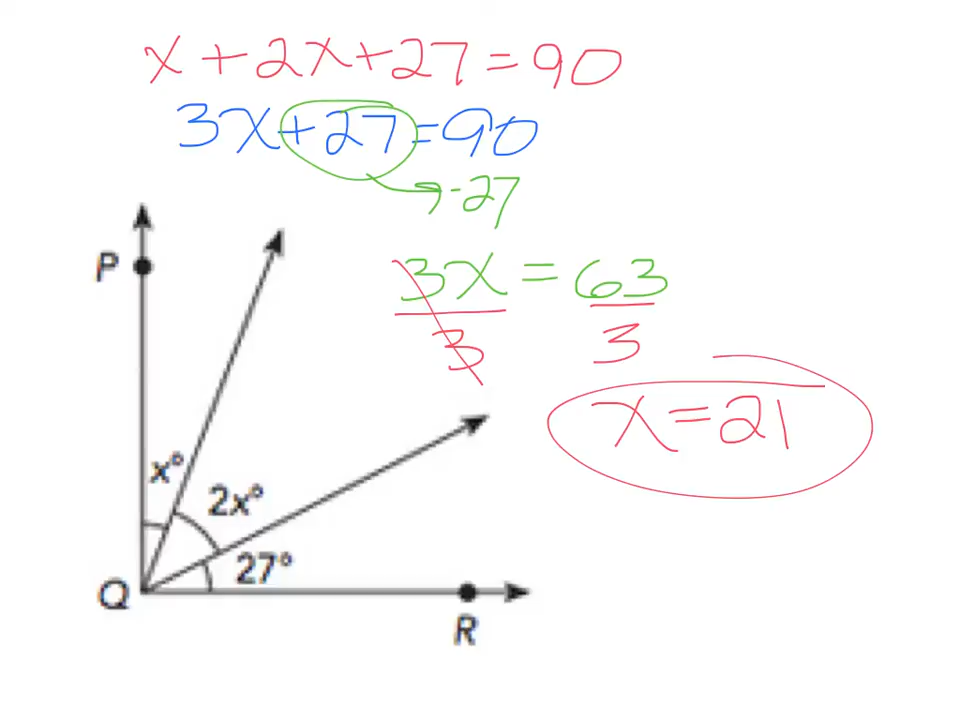 x + 2x + 27 = 90
3x + 27 = 90
-27
3x = 63
3 3
x = 21
P
x°
2x°
27°
Q
R